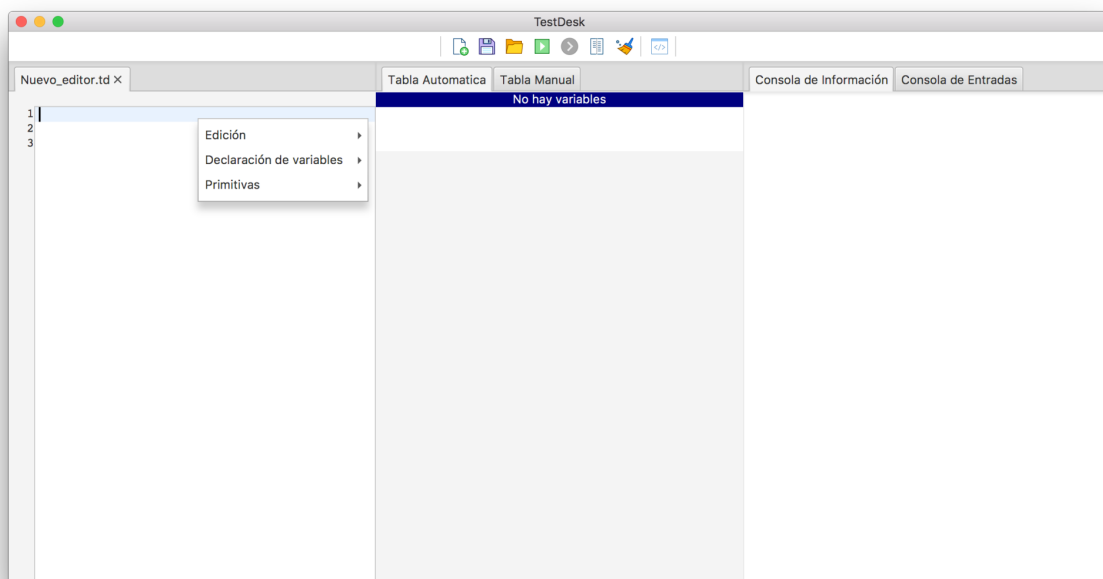 TestDesk
Nuevo_editor.td ×
Tabla Automatica
Tabla Manual
Consola de Información
Consola de Entradas
No hay variables
1
2
3
Edición
Declaración de variables
Primitivas